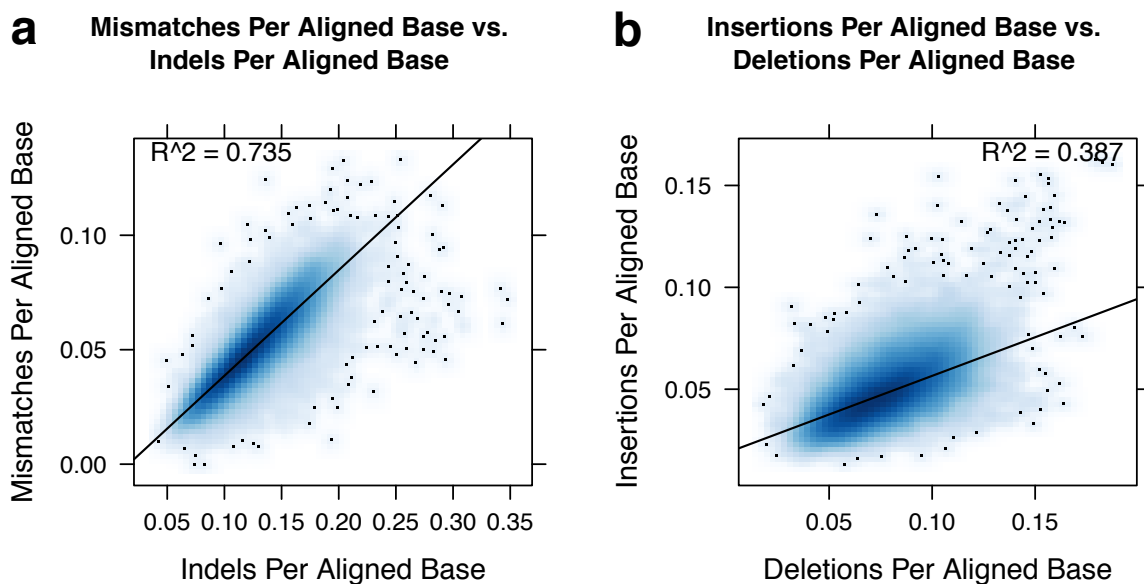 a
Mismatches Per Aligned Base vs.
Indels Per Aligned Base
R^2 = 0.735
Mismatches Per Aligned Base
0.10
0.05
0.00
0.05 0.10 0.15 0.20 0.25 0.30 0.35
Indels Per Aligned Base
b
Insertions Per Aligned Base vs.
Deletions Per Aligned Base
R^2 = 0.387
Insertions Per Aligned Base
0.15
0.10
0.05
0.05 0.10 0.15
Deletions Per Aligned Base